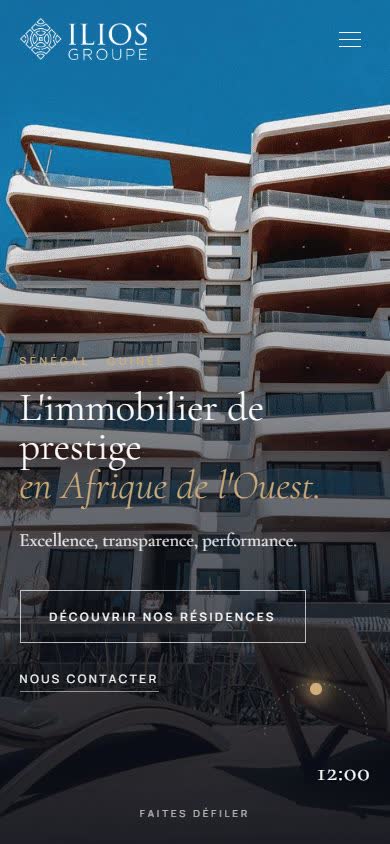 ILIOS
GROUPE
SÉNÉGAL · GUINÉE
L'immobilier de
prestige
en Afrique de l'Ouest.
Excellence, transparence, performance.
DÉCOUVRIR NOS RÉSIDENCES
NOUS CONTACTER
12:00
FAITES DÉFILER